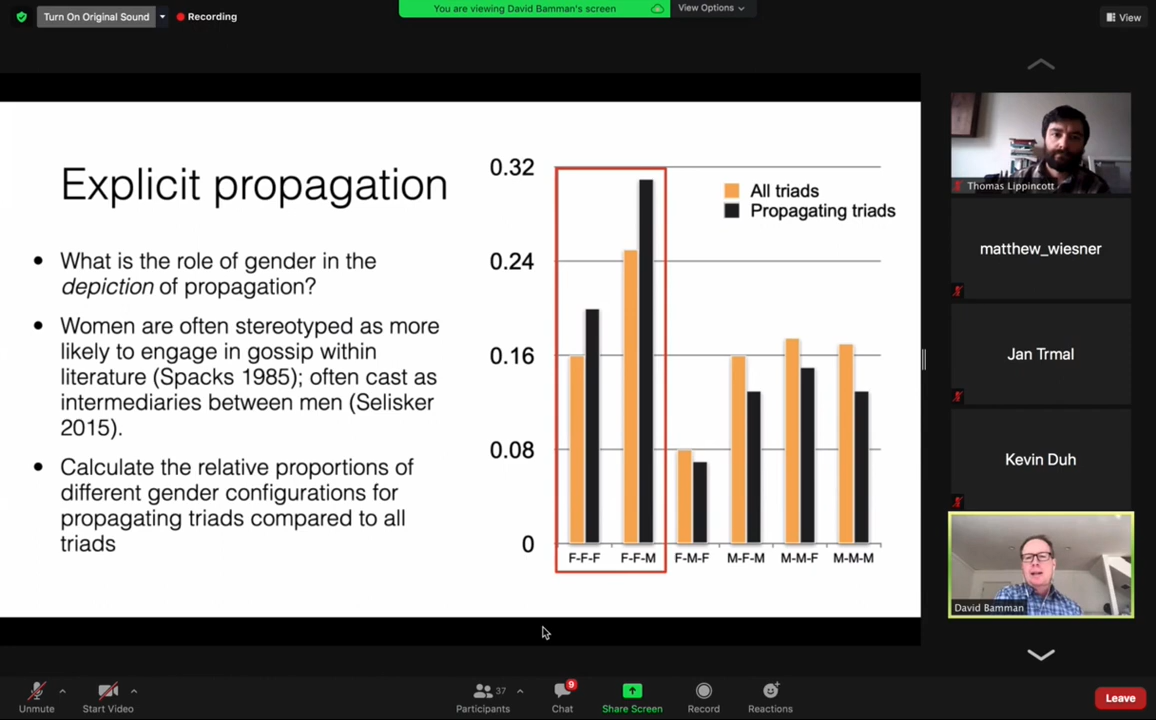 Turn On Original Sound
Recording
You are viewing David Bamman's screen
View Options
View
Explicit propagation
• What is the role of gender in the
depiction of propagation?
• Women are often stereotyped as more
likely to engage in gossip within
literature (Spacks 1985); often cast as
intermediaries between men (Selisker
2015).
• Calculate the relative proportions of
different gender configurations for
propagating triads compared to all
triads
0.32
0.24
0.16
0.08
0
All triads
Propagating triads
F-F-F
F-F-M
F-M-F
M-F-M
M-M-F
M-M-M
Thomas Lippincott
matthew_wiesner
Jan Trmal
Kevin Duh
David Bamman
Unmute
Start Video
37
Participants
9
Chat
Share Screen
Record
Reactions
Leave